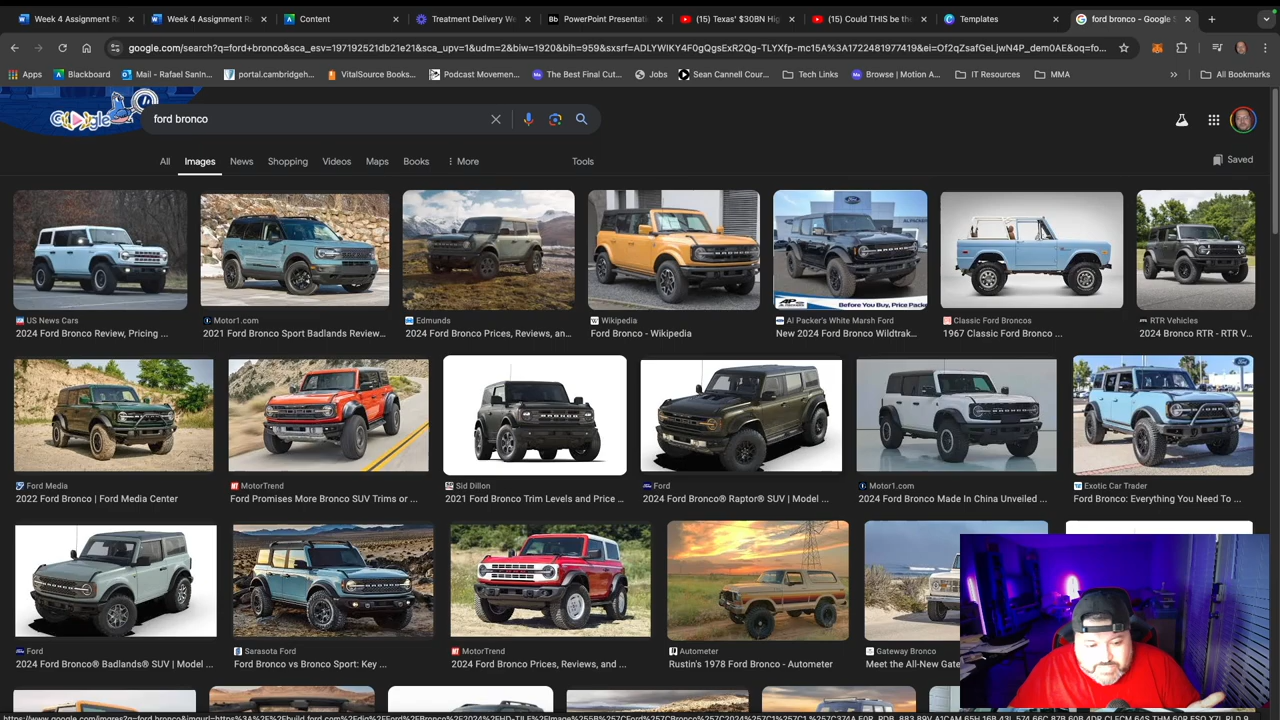 Week 4 Assignment R
Week 4 Assignment R
Content
Treatment Delivery We
PowerPoint Presentati
(15) Texas' $30BN Hig
(15) Could THIS be the
Templates
ford bronco - Google S
google.com/search?q=ford+bronco&sca_esv=197192521db21e21&sca_upv=1&udm=2&biw=1920&bih=959&sxsrf=ADLYWIKY4F0gQgsExR2Qg-TLYXfp-mc15A%3A1722481977419&ei=Of2qZsafGeLjwN4P_dem0AE&oq=fo...
Apps
Blackboard
Mail - Rafael SanIn...
portal.cambridgeh...
VitalSource Books...
Podcast Movemen...
The Best Final Cut...
Jobs
Sean Cannell Cour...
Tech Links
Browse | Motion A...
IT Resources
MMA
»
All Bookmarks
Google
ford bronco
All
Images
News
Shopping
Videos
Maps
Books
More
Tools
Saved
Before You Buy, Price Pack
US News Cars
2024 Ford Bronco Review, Pricing ...
Motor1.com
2021 Ford Bronco Sport Badlands Review...
Edmunds
2024 Ford Bronco Prices, Reviews, an...
Wikipedia
Ford Bronco - Wikipedia
Al Packer's White Marsh Ford
New 2024 Ford Bronco Wildtrak...
Classic Ford Broncos
1967 Classic Ford Bronco ...
RTR Vehicles
2024 Bronco RTR - RTR V...
Ford Media
2022 Ford Bronco | Ford Media Center
MotorTrend
Ford Promises More Bronco SUV Trims or ...
Sid Dillon
2021 Ford Bronco Trim Levels and Price ...
Ford
2024 Ford Bronco® Raptor® SUV | Model ...
Motor1.com
2024 Ford Bronco Made In China Unveiled ...
Exotic Car Trader
Ford Bronco: Everything You Need To ...
Ford
2024 Ford Bronco® Badlands® SUV | Model ...
Sarasota Ford
Ford Bronco vs Bronco Sport: Key ...
MotorTrend
2024 Ford Bronco Prices, Reviews, and ...
Autometer
Rustin's 1978 Ford Bronco - Autometer
Gateway Bronco
Meet the All-New Gate